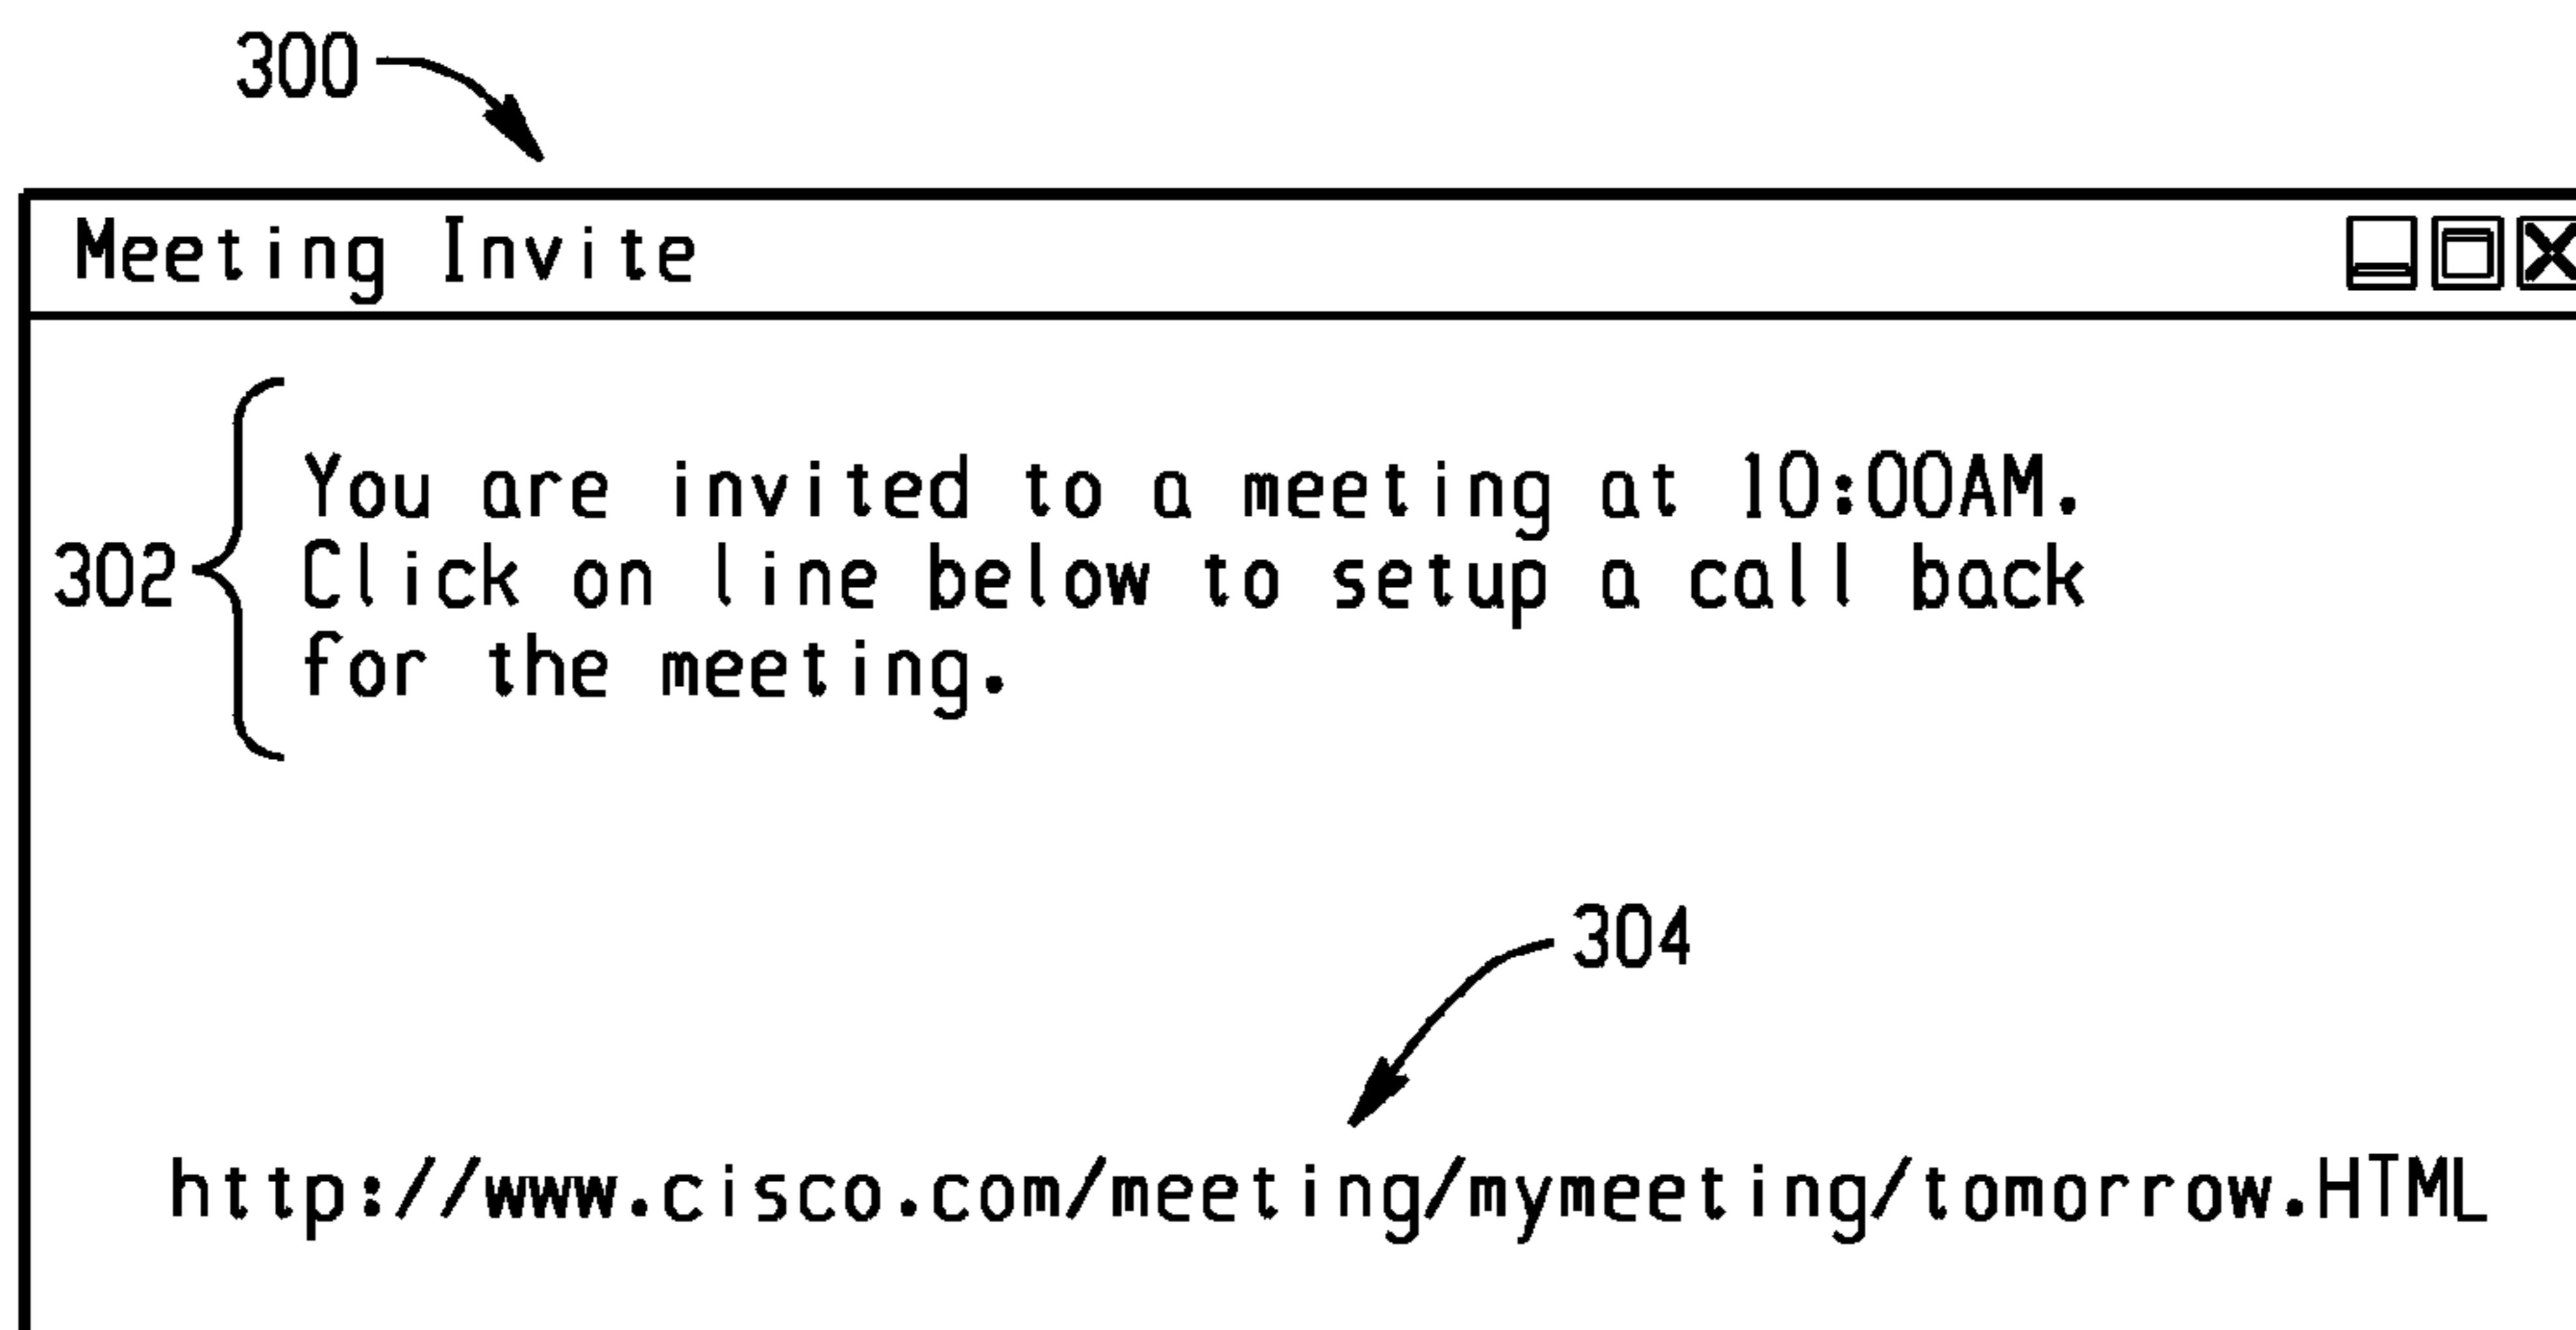 300
Meeting Invite
You are invited to a meeting at 10:00AM.
302 Click on line below to setup a call back
for the meeting.
304
http://www.cisco.com/meeting/mymeeting/tomorrow.HTML